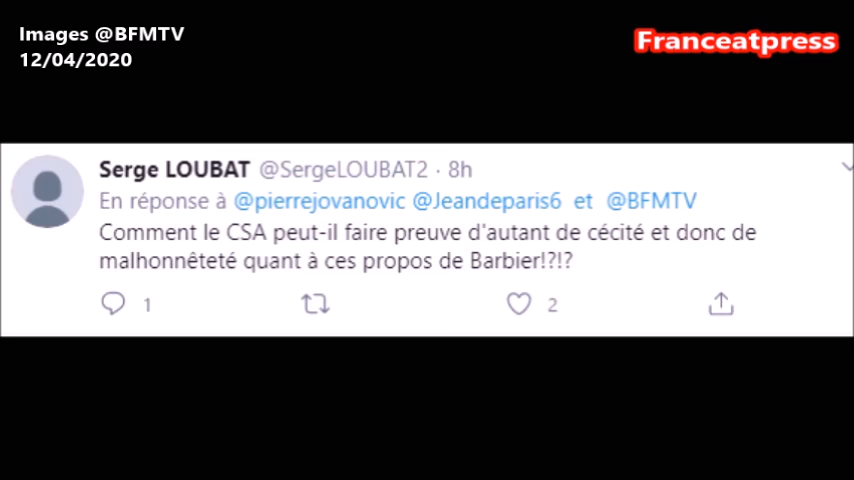 Images @BFMTV
12/04/2020
Franceatpress
Serge LOUBAT @SergeLOUBAT2 · 8h
En réponse à @pierrejovanovic @Jeandeparis6 et @BFMTV
Comment le CSA peut-il faire preuve d'autant de cécité et donc de
malhonnêteté quant à ces propos de Barbier!?!?
1
2